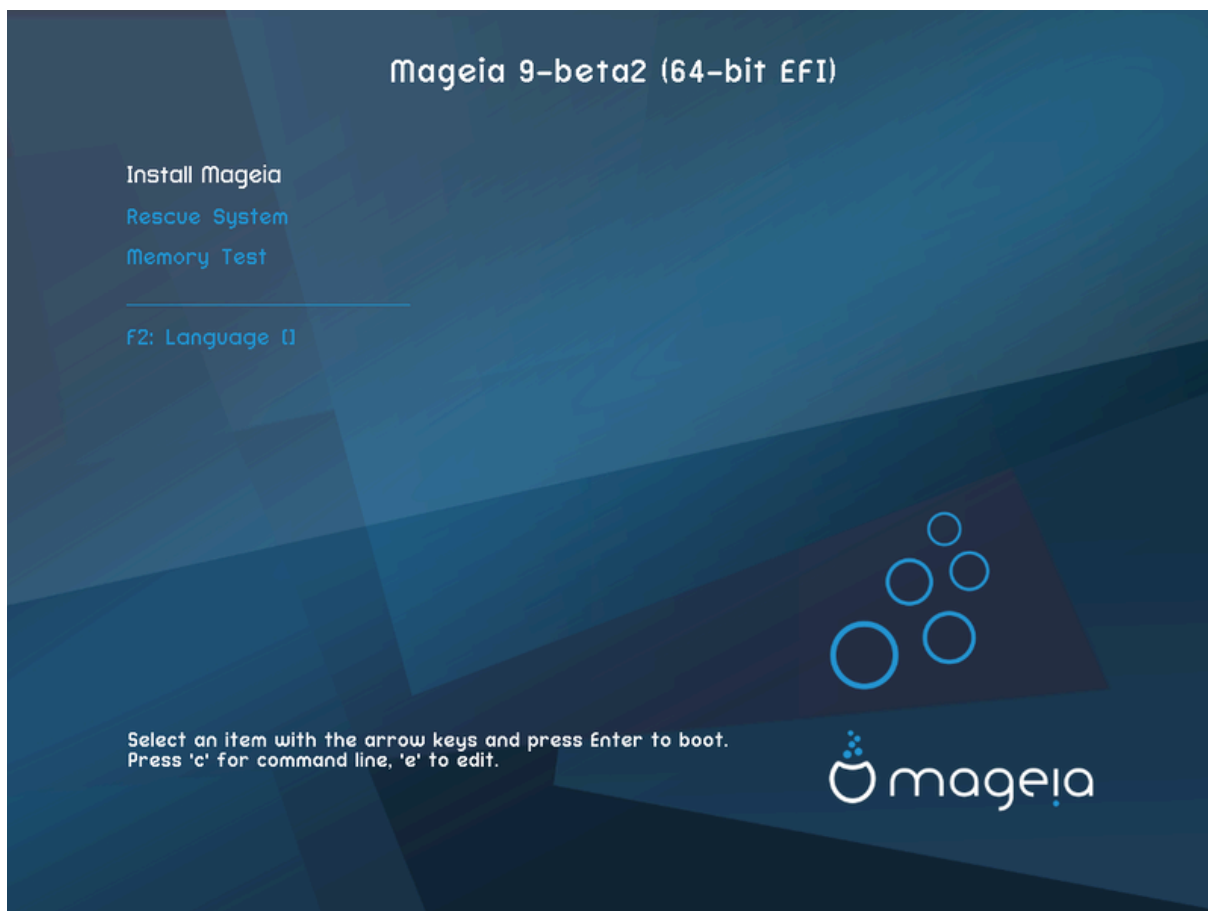 Mageia 9-beta2 (64-bit EFI)
Install Mageia
Rescue System
Memory Test
F2: Language []
Select an item with the arrow keys and press Enter to boot.
Press 'c' for command line, 'e' to edit.
mageia